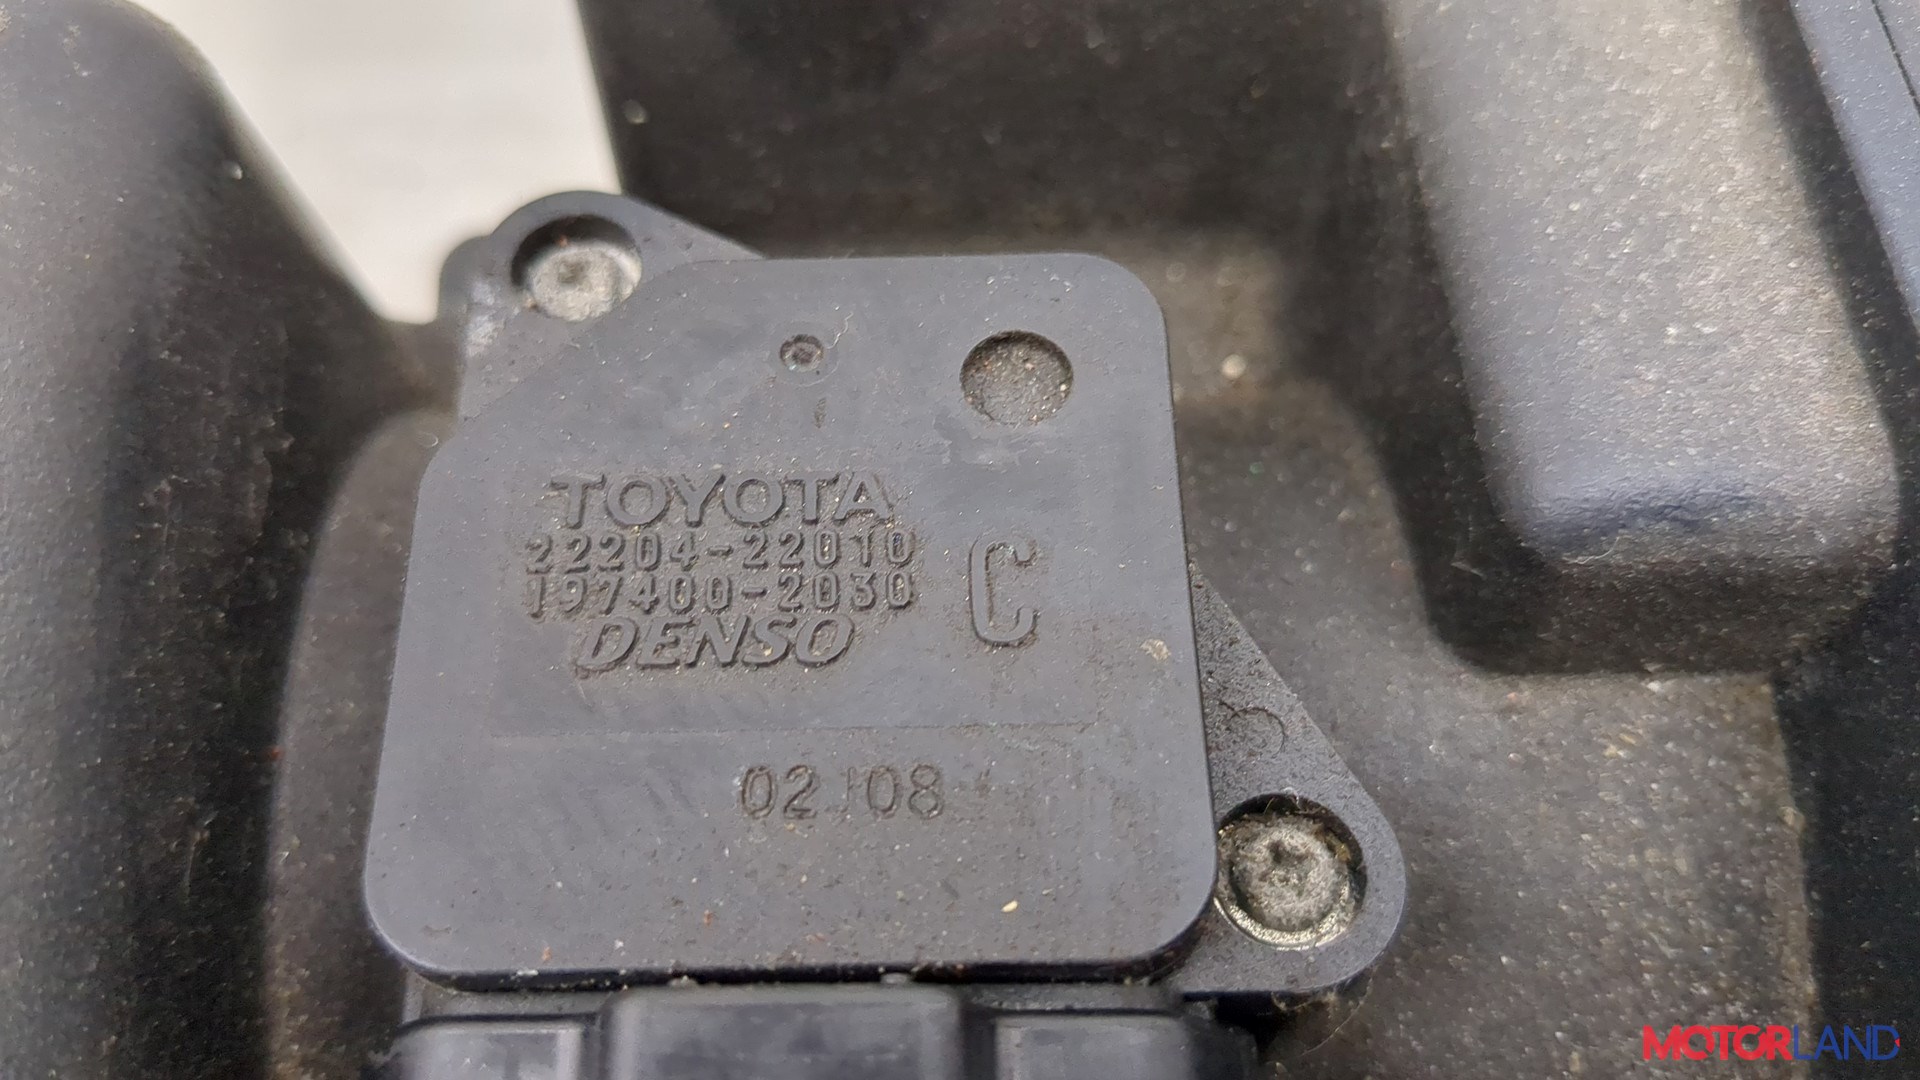 TOYOTA
22204-22010
197400-2030
DENSO
C
02J08
MOTORLAND